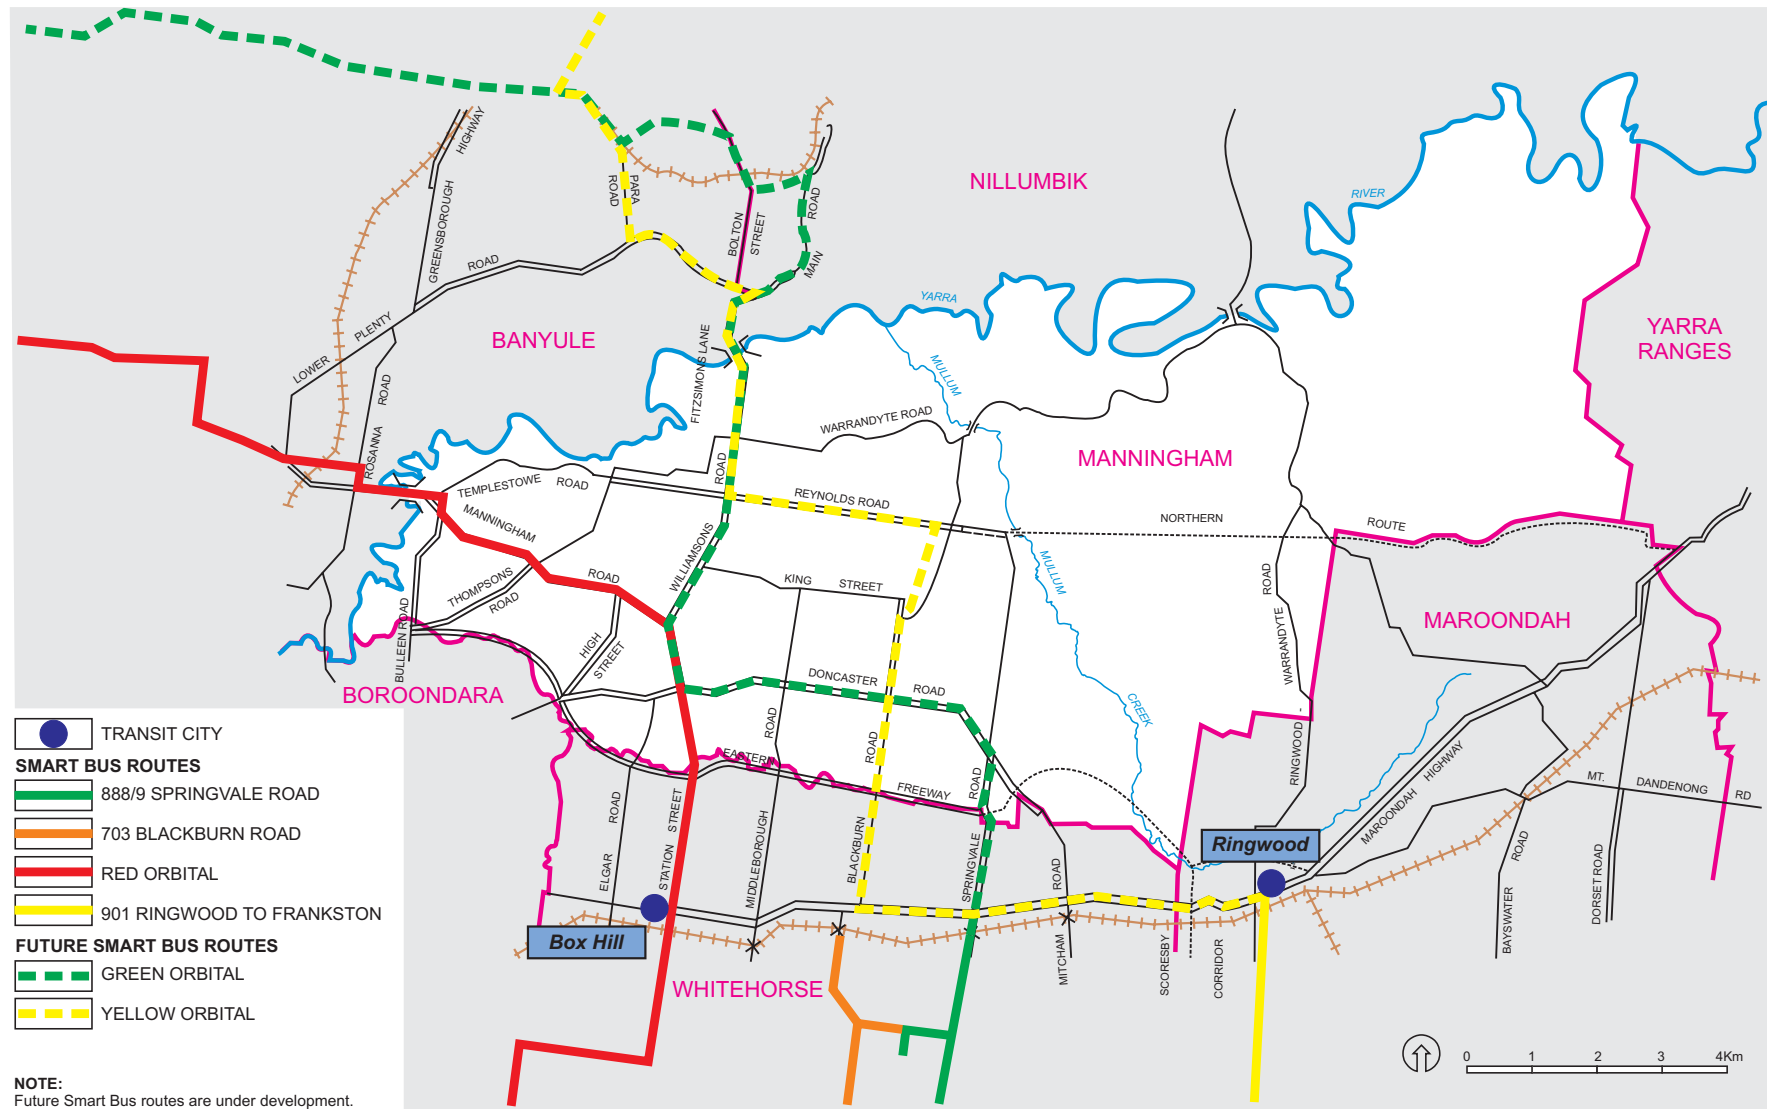 HIGHWAY
GREENSBOROUGH
PARA
ROAD
BOLTON
STREET
ROAD
MAIN
NILLUMBIK
RIVER
YARRA
ROAD
PLENTY
LOWER
BANYULE
FITZSIMONS LANE
YARRA
RANGES
ROSANNA
ROAD
MULLUM
WARRANDYTE ROAD
MANNINGHAM
TEMPLESTOWE
ROAD
ROAD
REYNOLDS ROAD
NORTHERN
ROUTE
MANNINGHAM
ROAD
WILLIAMSONS
MULLUM
KING
STREET
THOMPSONS
ROAD
BULLEEN ROAD
HIGH
STREET
WARRANDYTE
ROAD
MAROONDAH
BOROONDARA
DONCASTER
ROAD
CREEK
ROAD
ROAD
ROAD
EASTERN
FREEWAY
RINGWOOD -
MAROONDAH
HIGHWAY
MT.
DANDENONG
RD
ELGAR
ROAD
STATION
STREET
MIDDLEBOROUGH
BLACKBURN
SPRINGVALE
MITCHAM
ROAD
SCORESBY
CORRIDOR
BAYSWATER
ROAD
DORSET ROAD
Ringwood
Box Hill
WHITEHORSE
TRANSIT CITY
SMART BUS ROUTES
888/9 SPRINGVALE ROAD
703 BLACKBURN ROAD
RED ORBITAL
901 RINGWOOD TO FRANKSTON
FUTURE SMART BUS ROUTES
GREEN ORBITAL
YELLOW ORBITAL
NOTE:
Future Smart Bus routes are under development.
0 1 2 3 4Km